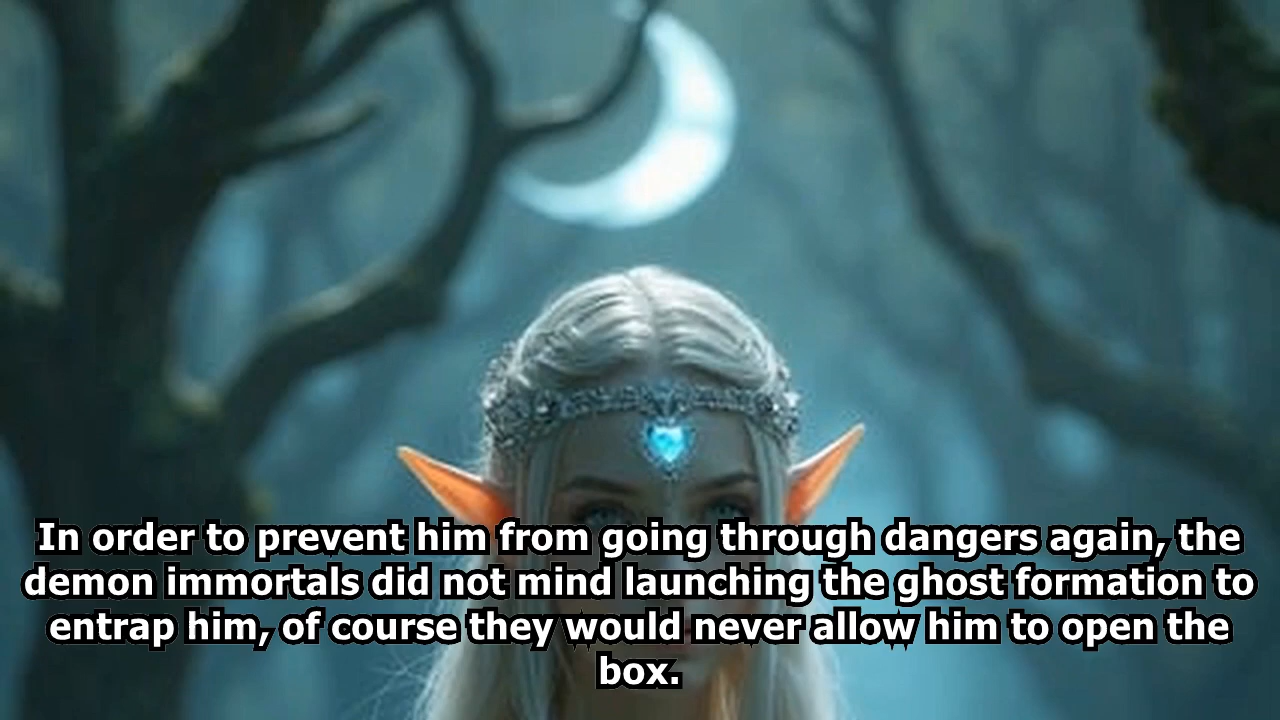 In order to prevent him from going through dangers again, the
demon immortals did not mind launching the ghost formation to
entrap him, of course they would never allow him to open the
box.